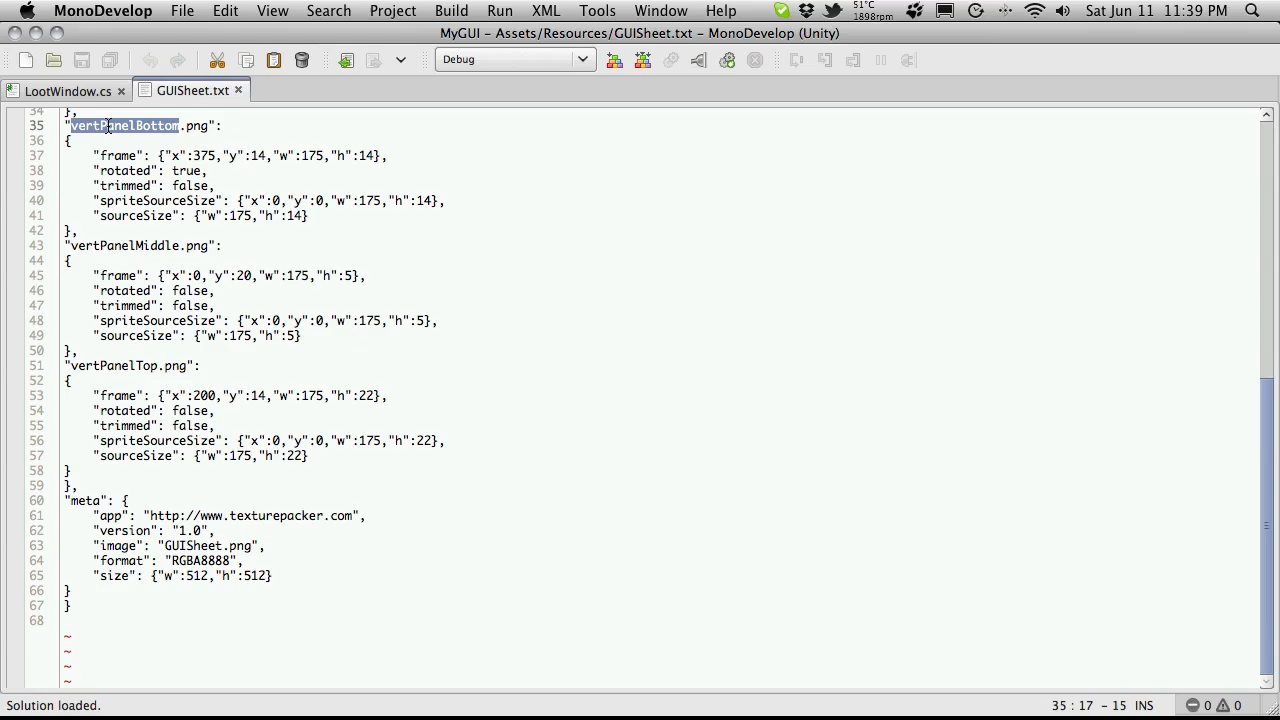 MonoDevelop File Edit View Search Project Build Run XML Tools Window Help 51°C 1898rpm Sat Jun 11 11:39 PM
MyGUI – Assets/Resources/GUISheet.txt – MonoDevelop (Unity)
Debug
LootWindow.cs × GUISheet.txt ×
34 },
35 "vertPanelBottom.png":
36 {
37 "frame": {"x":375,"y":14,"w":175,"h":14},
38 "rotated": true,
39 "trimmed": false,
40 "spriteSourceSize": {"x":0,"y":0,"w":175,"h":14},
41 "sourceSize": {"w":175,"h":14}
42 },
43 "vertPanelMiddle.png":
44 {
45 "frame": {"x":0,"y":20,"w":175,"h":5},
46 "rotated": false,
47 "trimmed": false,
48 "spriteSourceSize": {"x":0,"y":0,"w":175,"h":5},
49 "sourceSize": {"w":175,"h":5}
50 },
51 "vertPanelTop.png":
52 {
53 "frame": {"x":200,"y":14,"w":175,"h":22},
54 "rotated": false,
55 "trimmed": false,
56 "spriteSourceSize": {"x":0,"y":0,"w":175,"h":22},
57 "sourceSize": {"w":175,"h":22}
58 }
59 },
60 "meta": {
61 "app": "http://www.texturepacker.com",
62 "version": "1.0",
63 "image": "GUISheet.png",
64 "format": "RGBA8888",
65 "size": {"w":512,"h":512}
66 }
67 }
68
~
~
~
~
Solution loaded. 35 : 17 - 15 INS 0 0